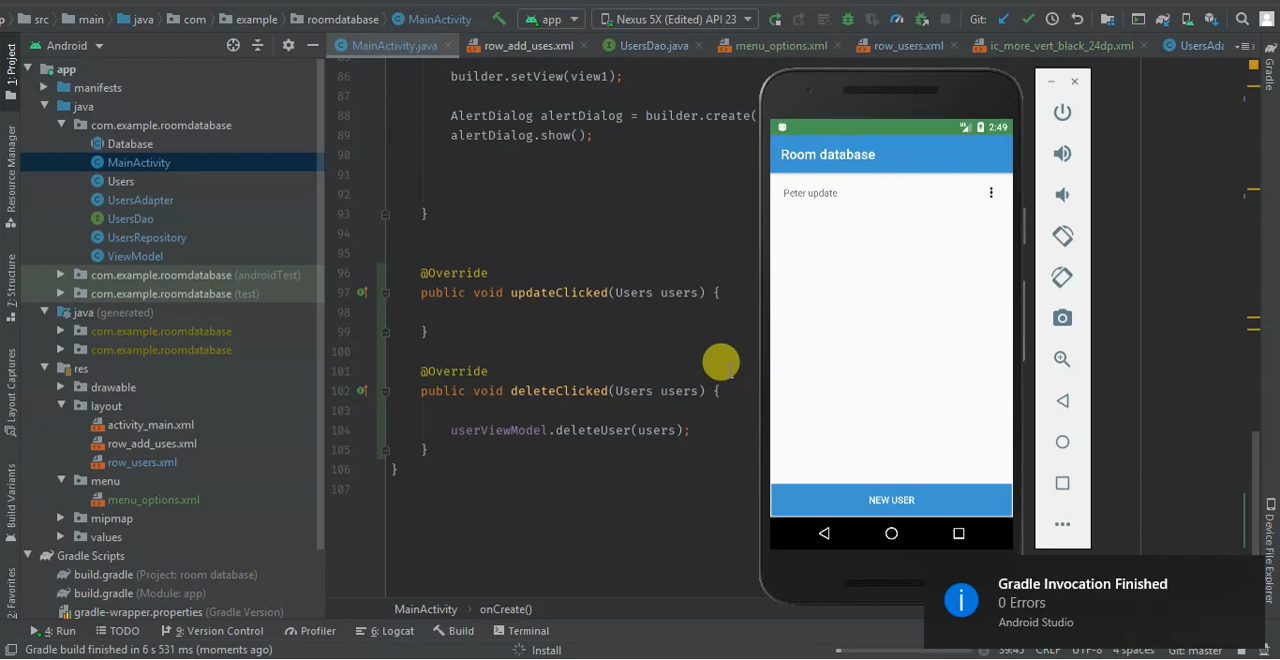 src main java com example roomdatabase MainActivity app Nexus 5X (Edited) API 23 Git:
Android
MainActivity.java row_add_uses.xml UsersDao.java menu_options.xml row_users.xml ic_more_vert_black_24dp.xml UsersAda
1: Project
Resource Manager
7: Structure
Layout Captures
Build Variants
2: Favorites
app
manifests
java
com.example.roomdatabase
Database
MainActivity
Users
UsersAdapter
UsersDao
UsersRepository
ViewModel
com.example.roomdatabase (androidTest)
com.example.roomdatabase (test)
java (generated)
com.example.roomdatabase
com.example.roomdatabase
res
drawable
layout
activity_main.xml
row_add_uses.xml
row_users.xml
menu
menu_options.xml
mipmap
values
Gradle Scripts
build.gradle (Project: room database)
build.gradle (Module: app)
gradle-wrapper.properties (Gradle Version)
86 builder.setView(view1);
87
88 AlertDialog alertDialog = builder.create(
89 alertDialog.show();
90
91
92
93 }
94
95
96 @Override
97 public void updateClicked(Users users) {
98
99 }
100
101 @Override
102 public void deleteClicked(Users users) {
103
104 userViewModel.deleteUser(users);
105 }
106 }
107
MainActivity onCreate()
2:49
Room database
Peter update
NEW USER
Gradle
Device File Explorer
Gradle Invocation Finished
0 Errors
Android Studio
4: Run TODO 9: Version Control Profiler 6: Logcat Build Terminal
Gradle build finished in 6 s 531 ms (moments ago) Install 39:45 CRLF UTF-8 4 spaces Git: master